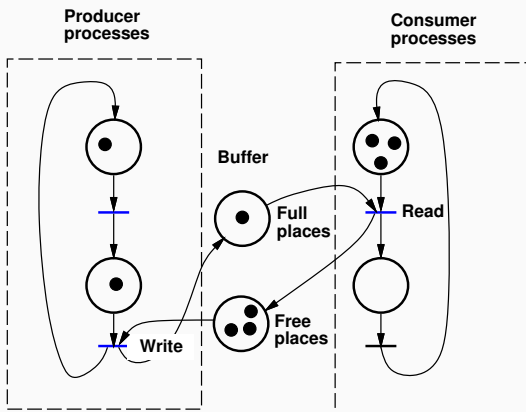 Producer
processes
Consumer
processes
Buffer
Full
places
Read
Free
places
Write